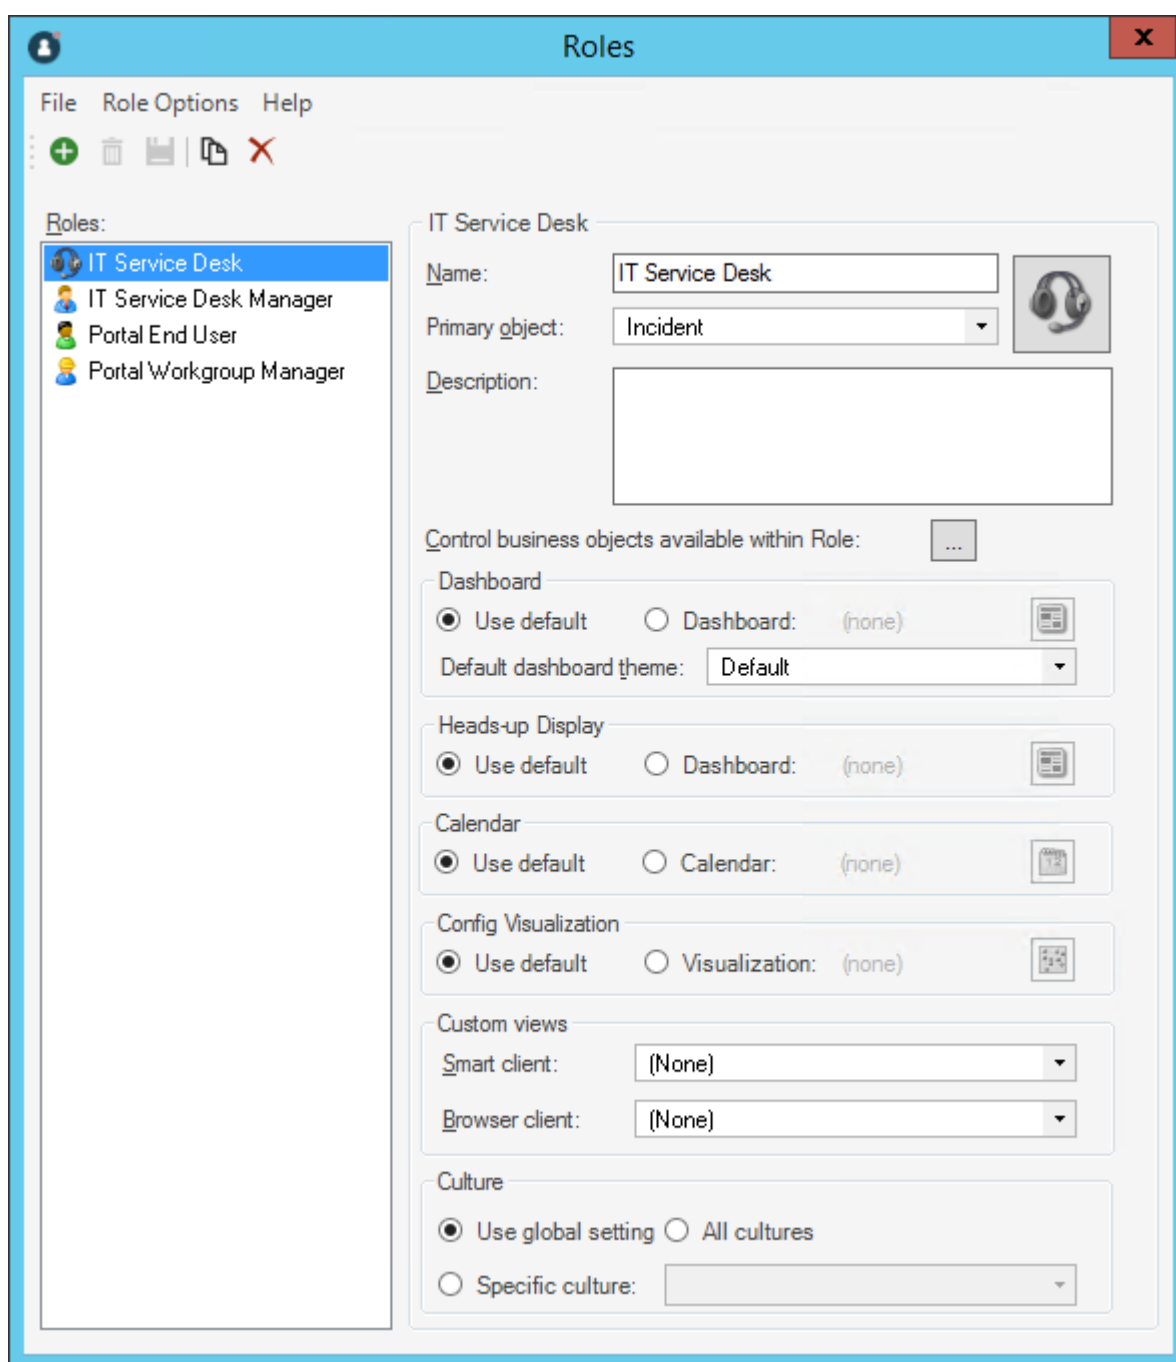 Roles
X
File Role Options Help
Roles:
IT Service Desk
IT Service Desk Manager
Portal End User
Portal Workgroup Manager
IT Service Desk
Name: IT Service Desk
Primary object: Incident
Description:
Control business objects available within Role: ...
Dashboard
Use default Dashboard: (none)
Default dashboard theme: Default
Heads-up Display
Use default Dashboard: (none)
Calendar
Use default Calendar: (none) 12
Config Visualization
Use default Visualization: (none)
Custom views
Smart client: (None)
Browser client: (None)
Culture
Use global setting All cultures
Specific culture: